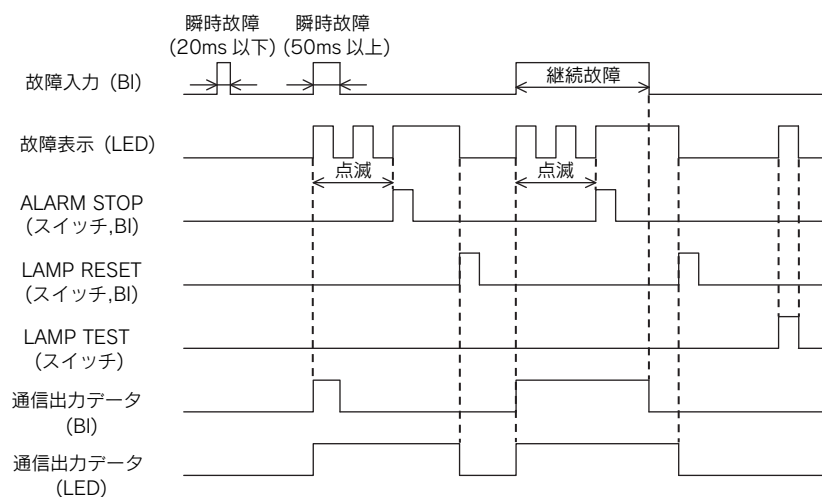 瞬時故障 瞬時故障
(20ms 以下) (50ms 以上)
故障入力 (BI)
継続故障
故障表示 (LED)
点滅 点滅
ALARM STOP
(スイッチ,BI)
LAMP RESET
(スイッチ,BI)
LAMP TEST
(スイッチ)
通信出力データ
(BI)
通信出力データ
(LED)